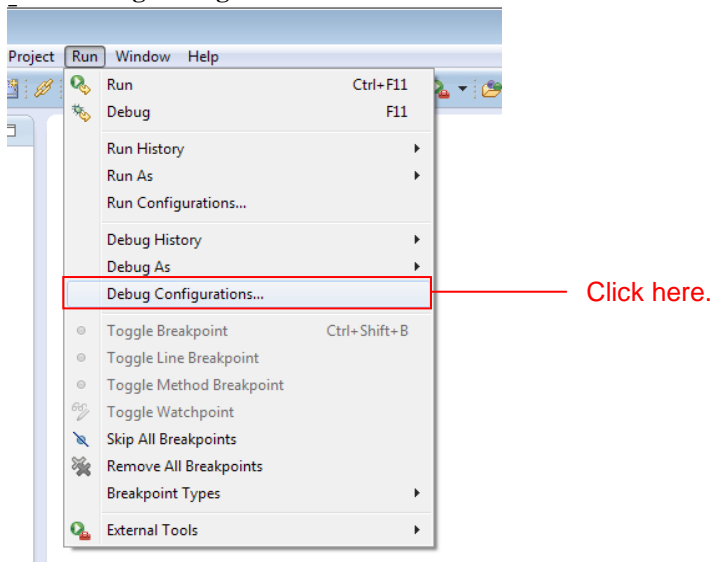 Project Run Window Help
Run Ctrl+F11
Debug F11
Run History
Run As
Run Configurations...
Debug History
Debug As
Debug Configurations...
Click here.
Toggle Breakpoint Ctrl+Shift+B
Toggle Line Breakpoint
Toggle Method Breakpoint
Toggle Watchpoint
Skip All Breakpoints
Remove All Breakpoints
Breakpoint Types
External Tools